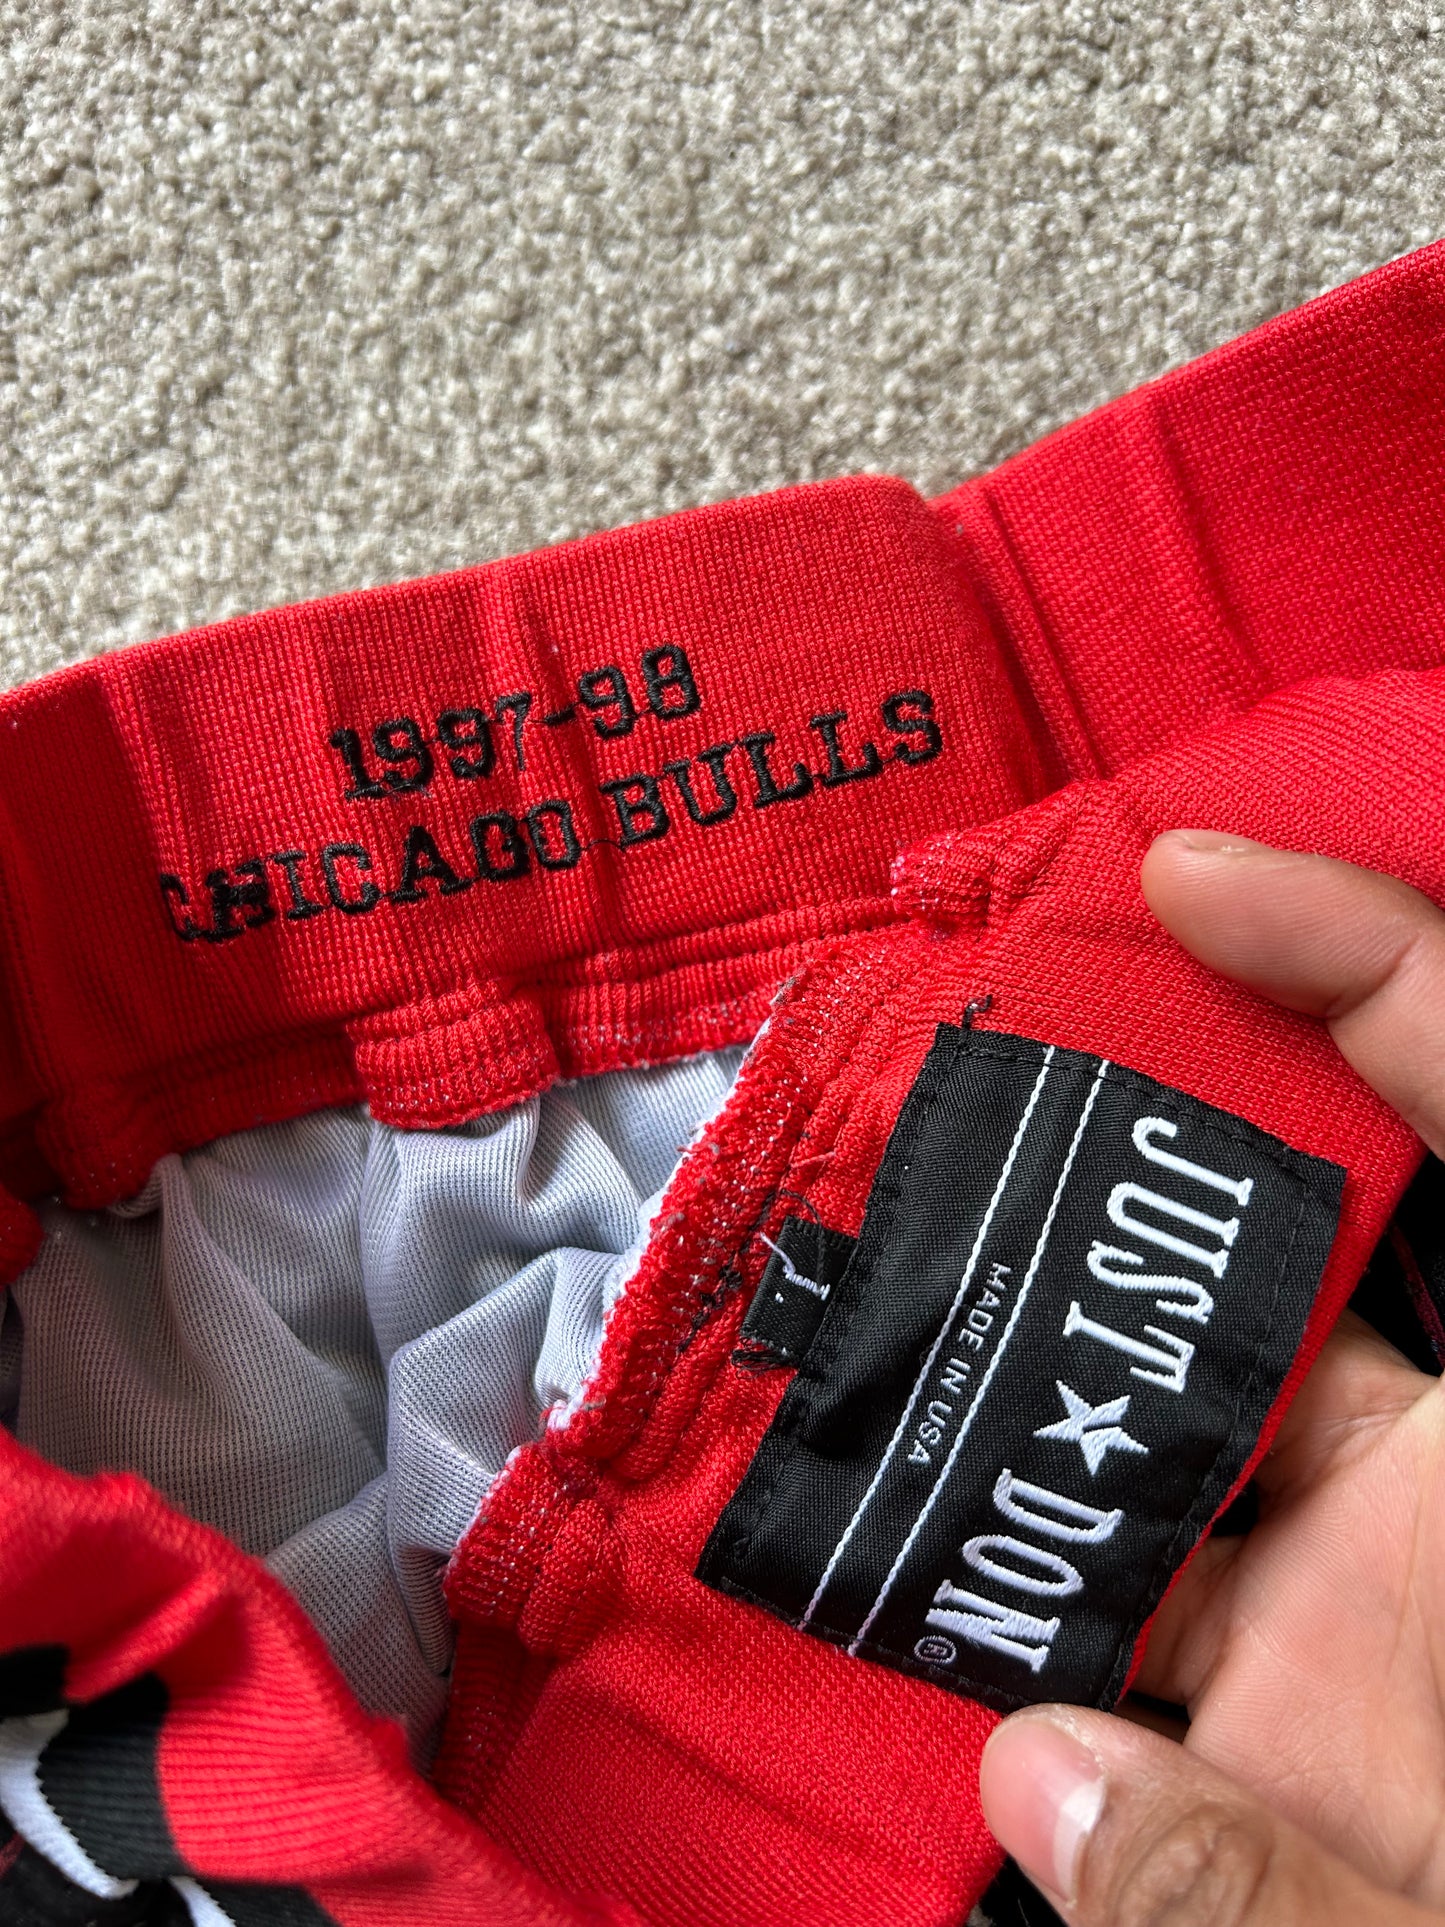 1997-98
CHICAGO BULLS
JUST ★ DON®
MADE IN USA